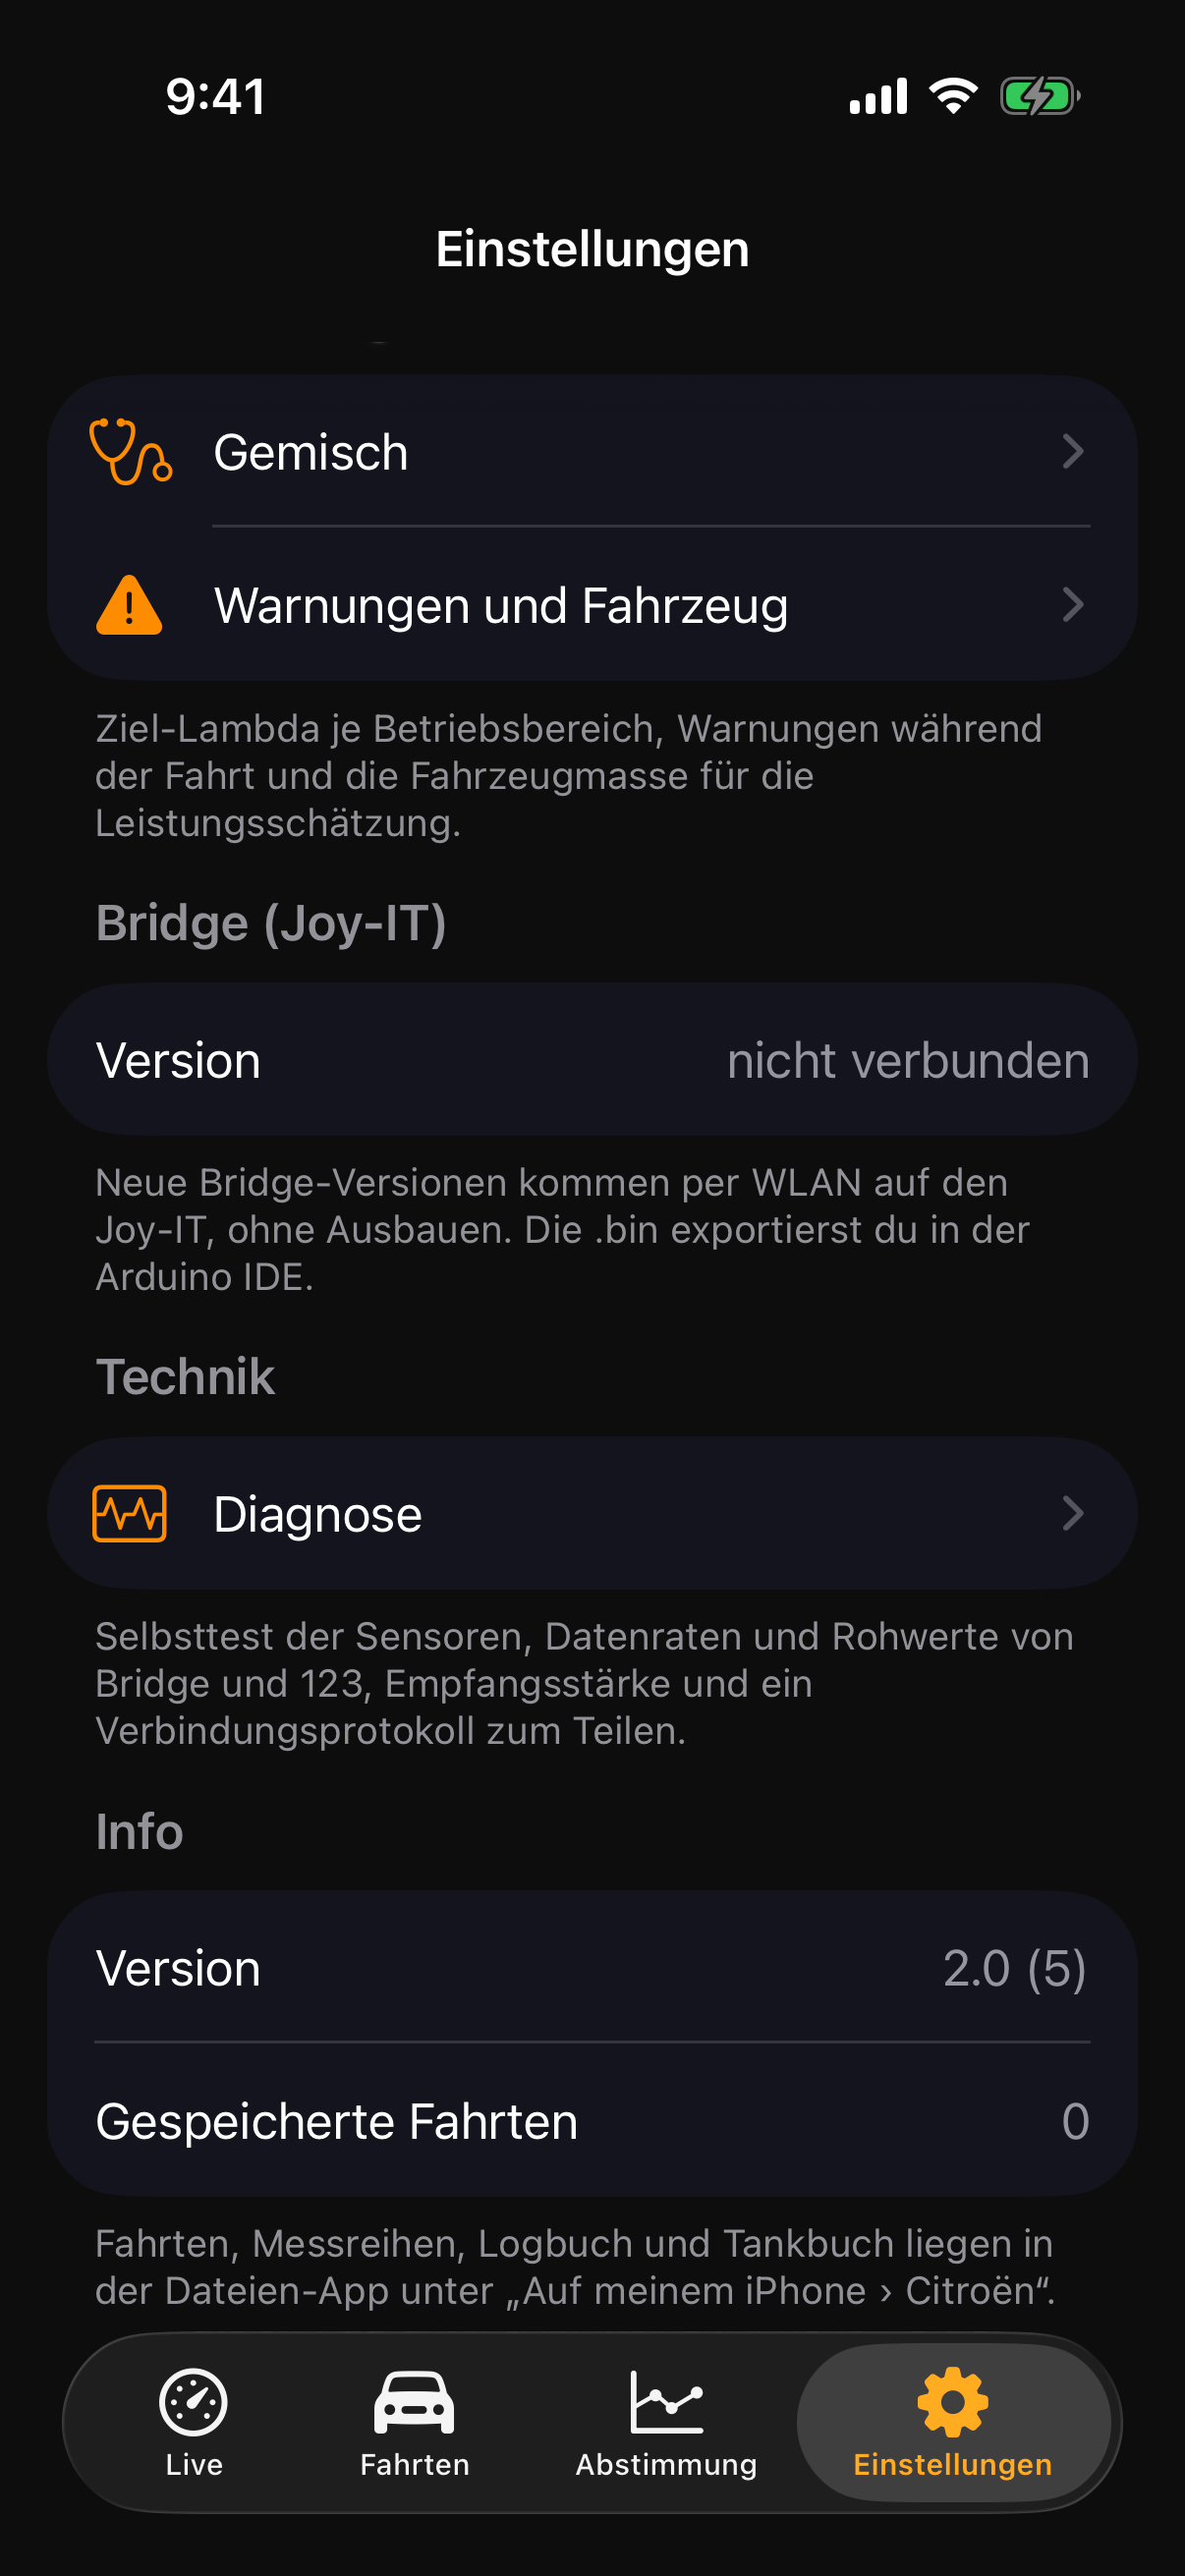 9:41
Einstellungen
Gemisch
Warnungen und Fahrzeug
Ziel-Lambda je Betriebsbereich, Warnungen während
der Fahrt und die Fahrzeugmasse für die
Leistungsschätzung.
Bridge (Joy-IT)
Version nicht verbunden
Neue Bridge-Versionen kommen per WLAN auf den
Joy-IT, ohne Ausbauen. Die .bin exportierst du in der
Arduino IDE.
Technik
Diagnose
Selbsttest der Sensoren, Datenraten und Rohwerte von
Bridge und 123, Empfangsstärke und ein
Verbindungsprotokoll zum Teilen.
Info
Version 2.0 (5)
Gespeicherte Fahrten 0
Fahrten, Messreihen, Logbuch und Tankbuch liegen in
der Dateien-App unter „Auf meinem iPhone › Citroën“.
Live Fahrten Abstimmung Einstellungen